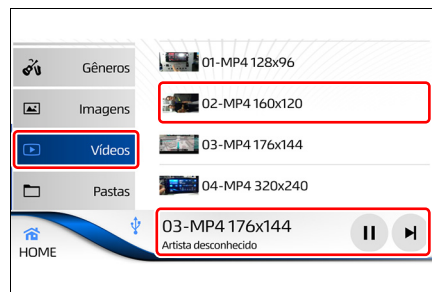 Gêneros
Imagens
Vídeos
Pastas
01-MP4 128x96
02-MP4 160x120
03-MP4 176x144
04-MP4 320x240
HOME
03-MP4 176x144
Artista desconhecido